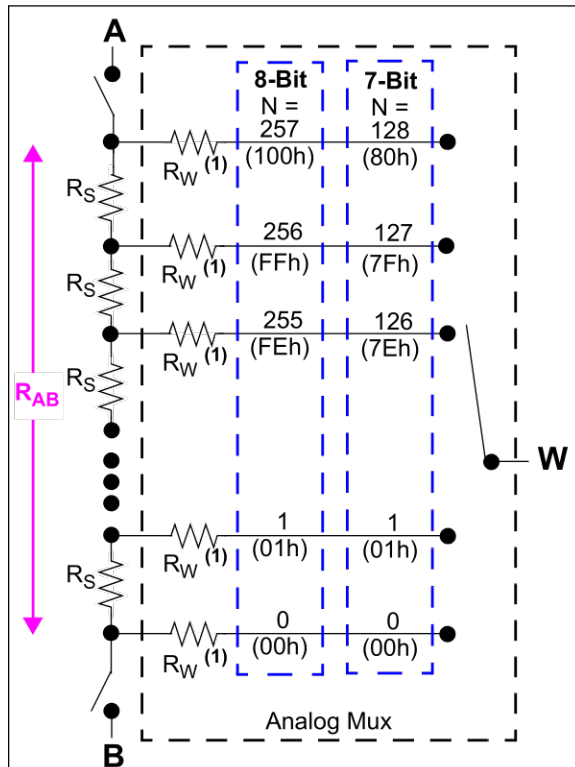 A
8-Bit
N =
7-Bit
N =
257
(100h)
128
(80h)
RW (1)
RS
256
(FFh)
127
(7Fh)
RW (1)
RS
255
(FEh)
126
(7Eh)
RW (1)
RS
RAB
W
1
(01h)
1
(01h)
RW (1)
RS
0
(00h)
0
(00h)
RW (1)
Analog Mux
B